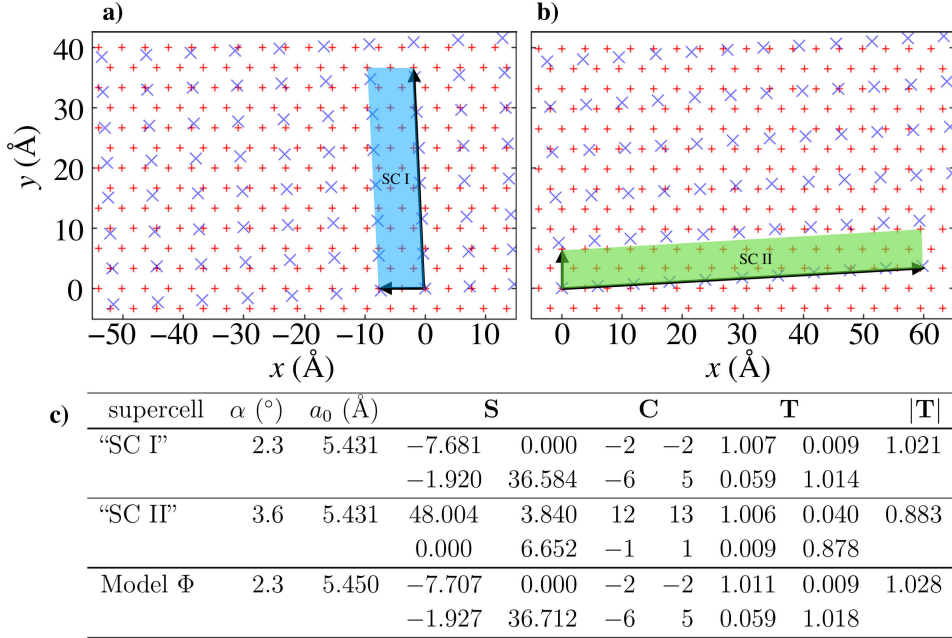 a)
b)
40
30
20
10
0
y (Å)
SC I
SC II
−50 −40 −30 −20 −10 0 10
0 10 20 30 40 50 60
x (Å)
x (Å)
c) supercell α (°) a₀ (Å) S C T |T|
“SC I” 2.3 5.431 −7.681 0.000 −2 −2 1.007 0.009 1.021
−1.920 36.584 −6 5 0.059 1.014
“SC II” 3.6 5.431 48.004 3.840 12 13 1.006 0.040 0.883
0.000 6.652 −1 1 0.009 0.878
Model Φ 2.3 5.450 −7.707 0.000 −2 −2 1.011 0.009 1.028
−1.927 36.712 −6 5 0.059 1.018